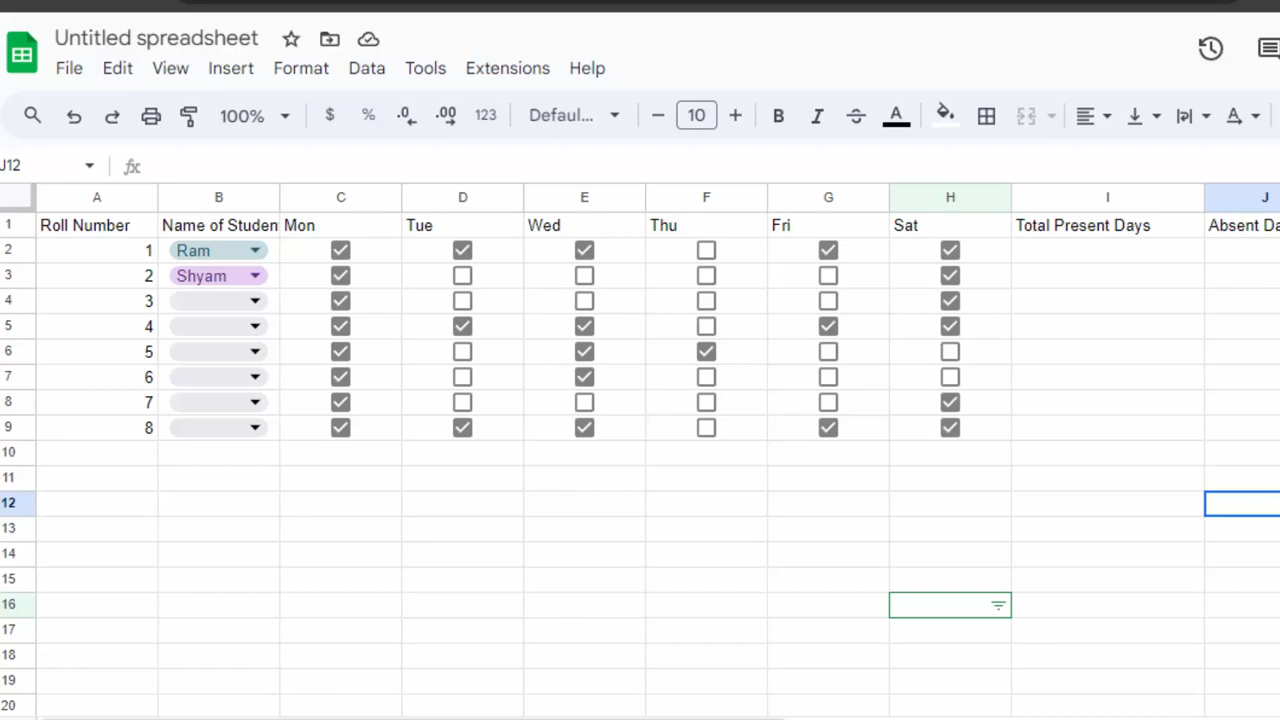 Untitled spreadsheet
File Edit View Insert Format Data Tools Extensions Help
100% $ % .0 .00 123 Defaul... 10 B I A A
J12 fx
A B C D E F G H I J
1 Roll Number Name of Studen Mon Tue Wed Thu Fri Sat Total Present Days Absent Da
2 1 Ram
3 2 Shyam
4 3
5 4
6 5
7 6
8 7
9 8
10
11
12
13
14
15
16
17
18
19
20